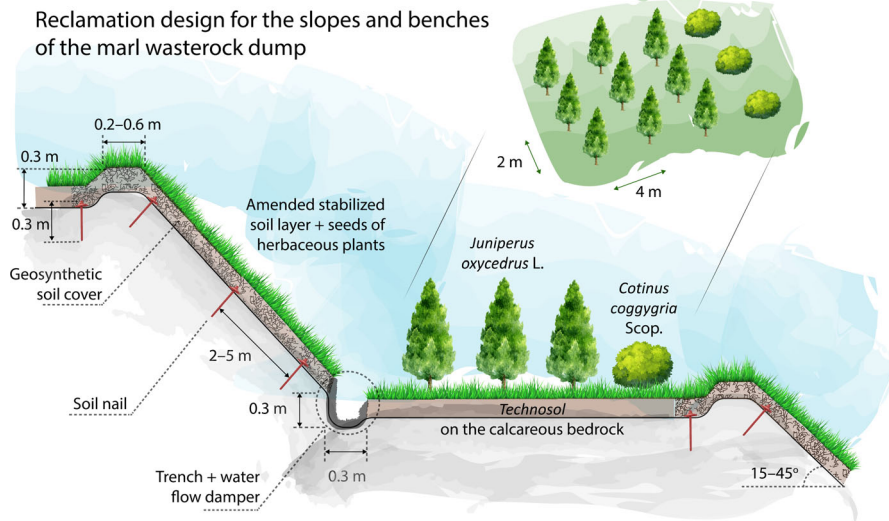 Reclamation design for the slopes and benches
of the marl wasterock dump
0.2–0.6 m
0.3 m
0.3 m
Geosynthetic
soil cover
Amended stabilized
soil layer + seeds of
herbaceous plants
2 m
4 m
Juniperus
oxycedrus L.
Cotinus
coggygria
Scop.
2–5 m
Soil nail
0.3 m
Technosol
on the calcareous bedrock
Trench + water
flow damper
0.3 m
15–45°